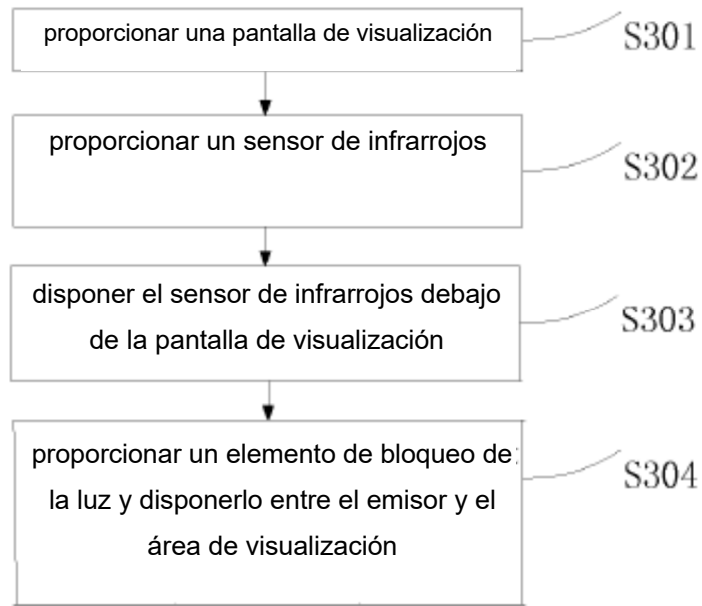 proporcionar una pantalla de visualización
S301
proporcionar un sensor de infrarrojos
S302
disponer el sensor de infrarrojos debajo
de la pantalla de visualización
S303
proporcionar un elemento de bloqueo de
la luz y disponerlo entre el emisor y el
área de visualización
S304